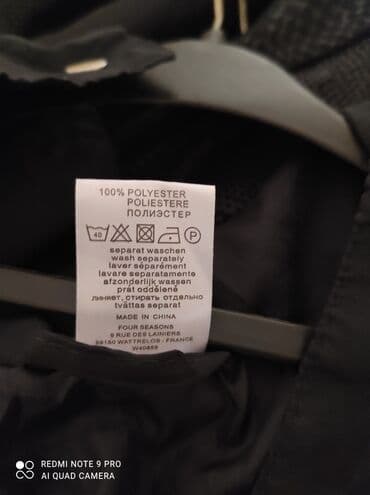 100% POLYESTER
POLIESTERE
ПОЛИЭСТЕР
40 P
separat waschen
wash separately
laver séparément
lavare separatamente
afzonderlijk wassen
prát oddělené
линяет, стирать отдельно
tvättas separat
MADE IN CHINA
FOUR SEASONS
9 RUE DES LAINIERS
59150 WATTRELOS - FRANCE
W40859
REDMI NOTE 9 PRO
AI QUAD CAMERA